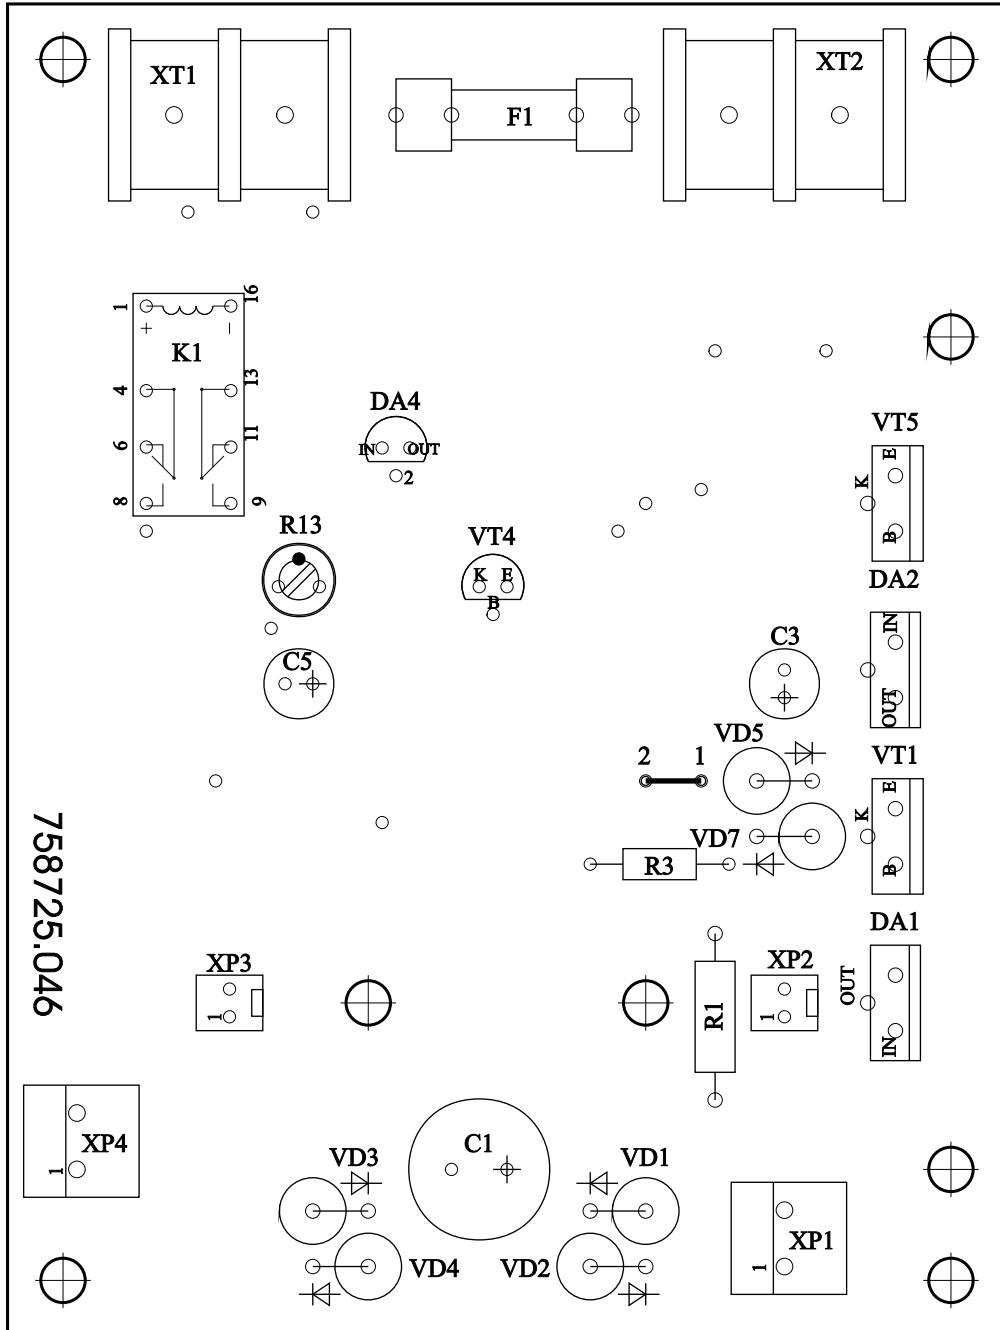 XT1
F1
XT2
1
16
+ −
K1
4
13
6
11
8
9
DA4
IN
OUT
2
VT5
E
K
B
R13
VT4
K E
B
DA2
IN
OUT
C5
C3
VD5
2 1
VT1
E
K
B
VD7
R3
758725.046
DA1
OUT
IN
XP3
1
XP2
1
R1
XP4
1
C1
VD3
VD1
VD4
VD2
XP1
1